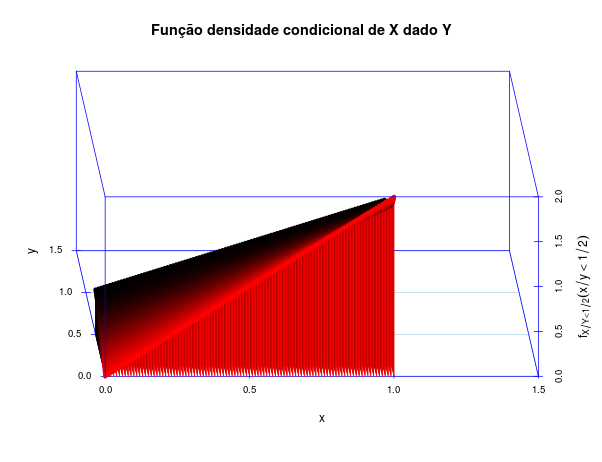 Função densidade condicional de X dado Y
2.0
1.5
1.0
0.5
0.0
f_{X/Y<1/2}(x/y<1/2)
y
1.5
1.0
0.5
0.0
0.0 0.5 1.0 1.5
x